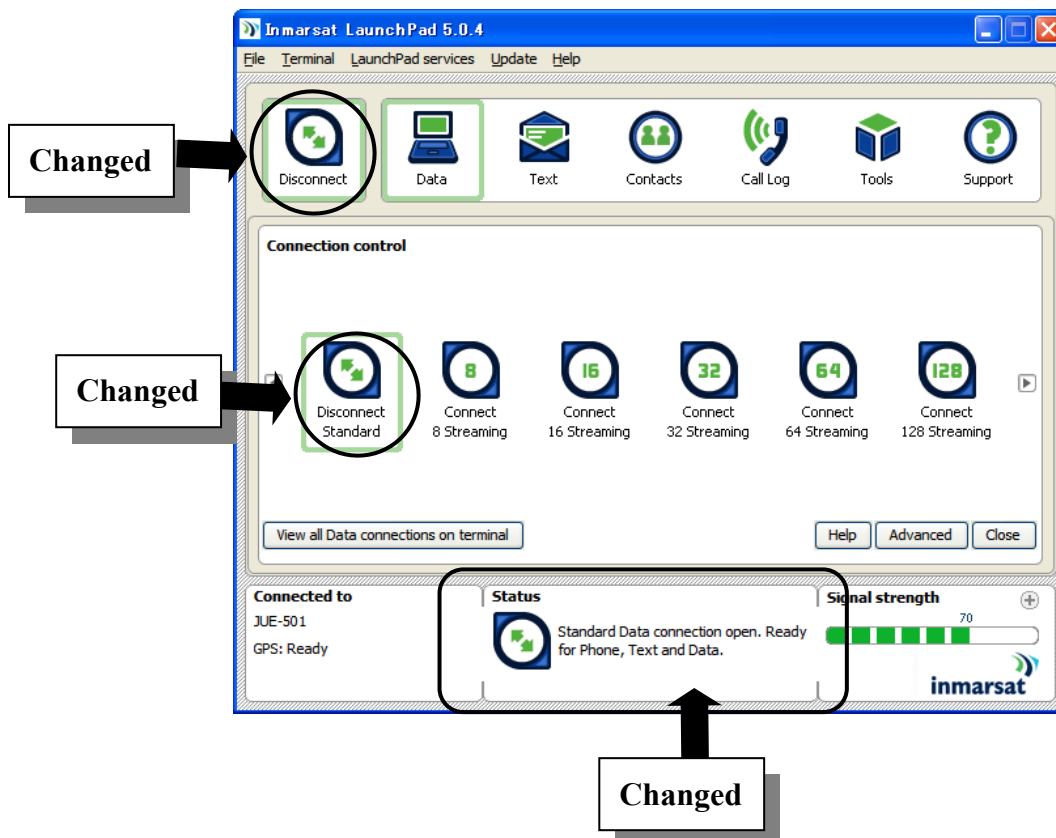 Inmarsat LaunchPad 5.0.4
File Terminal LaunchPad services Update Help
Changed
Disconnect
Data
Text
Contacts
Call Log
Tools
Support
Connection control
Changed
Disconnect
Standard
8
Connect
8 Streaming
16
Connect
16 Streaming
32
Connect
32 Streaming
64
Connect
64 Streaming
128
Connect
128 Streaming
View all Data connections on terminal
Help
Advanced
Close
Connected to
JUE-501
GPS: Ready
Status
Standard Data connection open. Ready
for Phone, Text and Data.
Signal strength
70
inmarsat
Changed